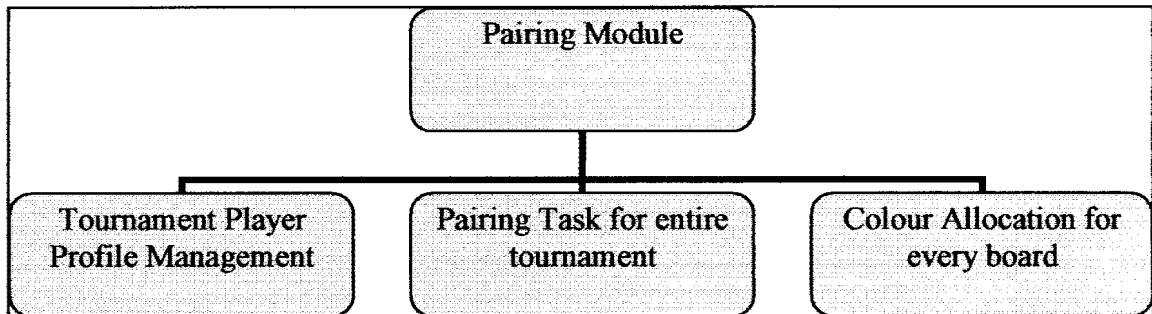 Pairing Module
Tournament Player
Profile Management
Pairing Task for entire
tournament
Colour Allocation for
every board